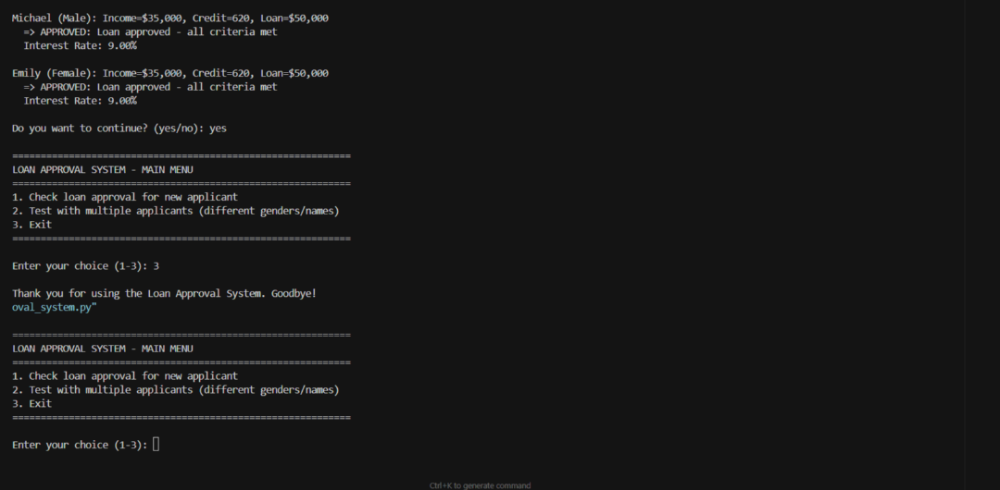 Michael (Male): Income=$35,000, Credit=620, Loan=$50,000
=> APPROVED: Loan approved - all criteria met
Interest Rate: 9.00%
Emily (Female): Income=$35,000, Credit=620, Loan=$50,000
=> APPROVED: Loan approved - all criteria met
Interest Rate: 9.00%
Do you want to continue? (yes/no): yes
============================================================
LOAN APPROVAL SYSTEM - MAIN MENU
============================================================
1. Check loan approval for new applicant
2. Test with multiple applicants (different genders/names)
3. Exit
============================================================
Enter your choice (1-3): 3
Thank you for using the Loan Approval System. Goodbye!
oval_system.py"
============================================================
LOAN APPROVAL SYSTEM - MAIN MENU
============================================================
1. Check loan approval for new applicant
2. Test with multiple applicants (different genders/names)
3. Exit
============================================================
Enter your choice (1-3):
Ctrl+K to generate command